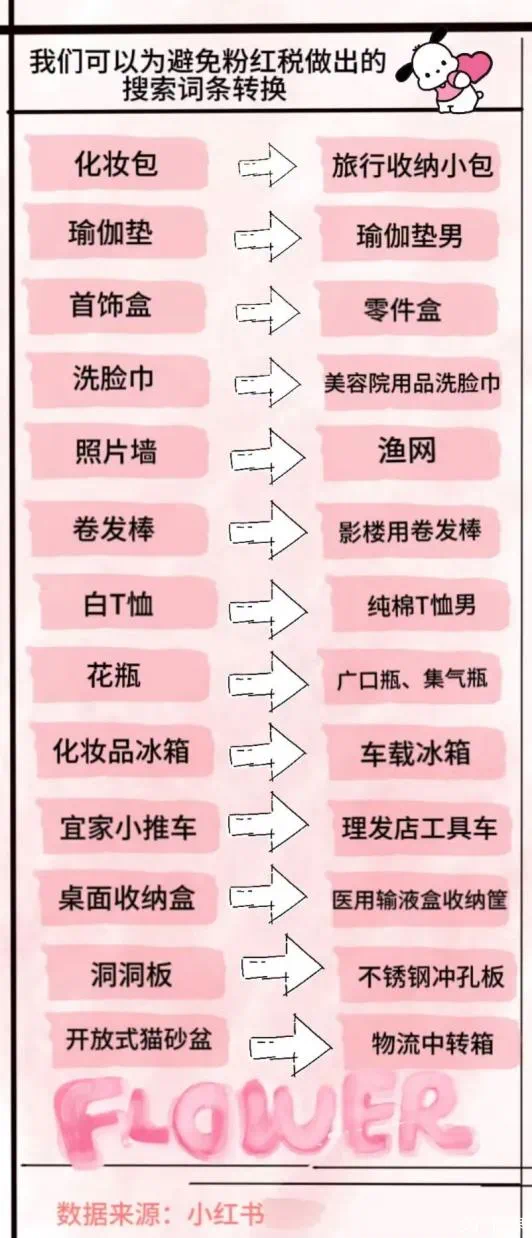 我们可以为避免粉红税做出的
搜索词条转换
化妆包
旅行收纳小包
瑜伽垫
瑜伽垫男
首饰盒
零件盒
洗脸巾
美容院用品洗脸巾
照片墙
渔网
卷发棒
影楼用卷发棒
白T恤
纯棉T恤男
花瓶
广口瓶、集气瓶
化妆品冰箱
车载冰箱
宜家小推车
理发店工具车
桌面收纳盒
医用输液盒收纳筐
洞洞板
不锈钢冲孔板
开放式猫砂盆
物流中转箱
FLOWER
数据来源：小红书